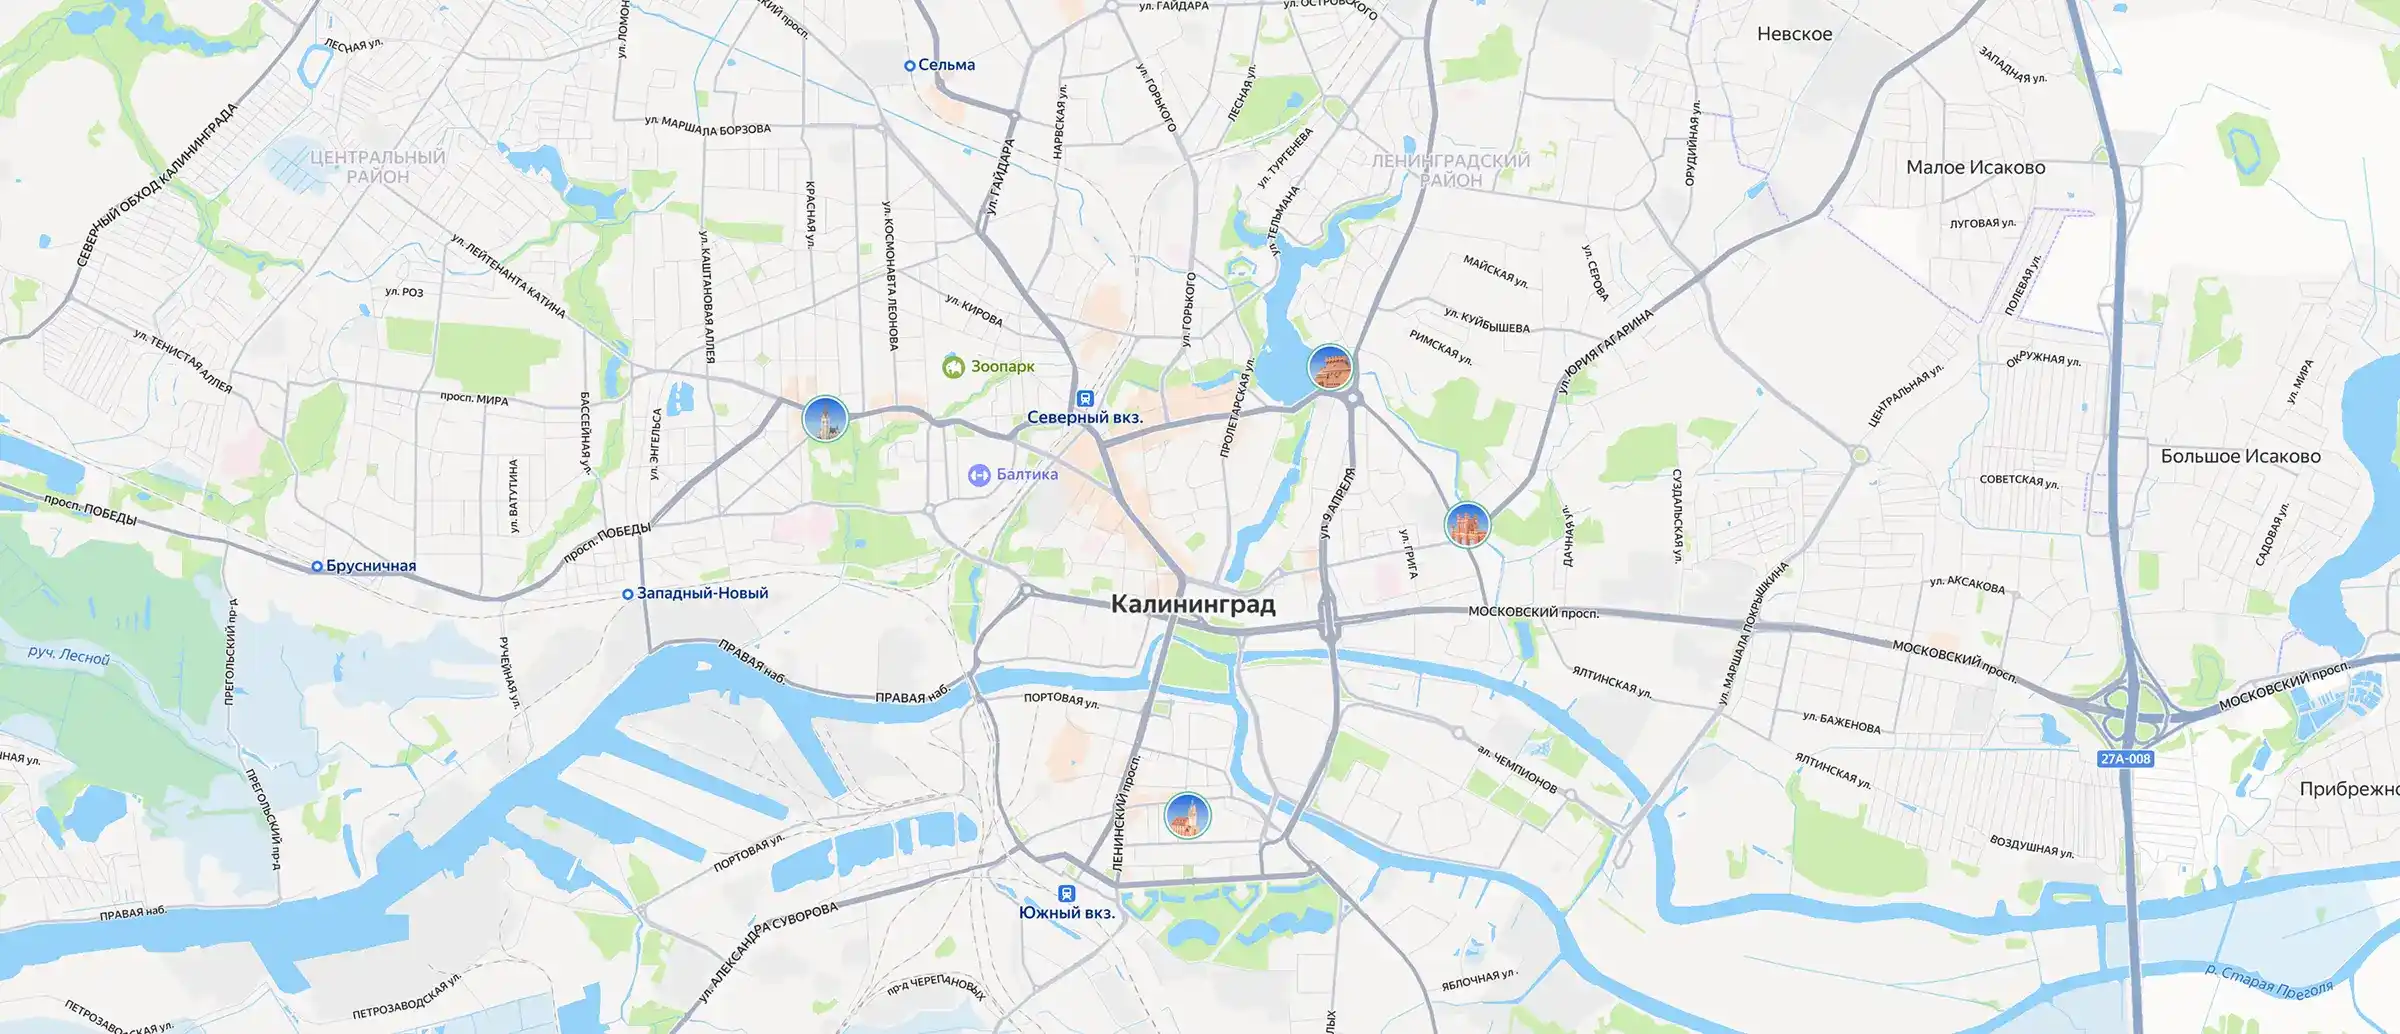 ул. ГАЙДАРА
ул. ОСТРОВСКОГО
ЛЕСНАЯ ул.
Невское
Сельма
ЗАПАДНАЯ ул.
ул. ГОРЬКОГО
ЛЕСНАЯ ул.
НАРВСКАЯ ул.
ул. МАРШАЛА БОРЗОВА
ОРУДИЙНАЯ ул.
ул. ТУРГЕНЕВА
ЦЕНТРАЛЬНЫЙ
РАЙОН
ЛЕНИНГРАДСКИЙ
РАЙОН
Малое Исаково
СЕВЕРНЫЙ ОБХОД КАЛИНИНГРАДА
ул. ГАЙДАРА
КРАСНАЯ ул.
ул. ТЕЛЬМАНА
ЛУГОВАЯ ул.
ул. КОСМОНАВТА ЛЕОНОВА
ул. ЛЕЙТЕНАНТА КАТИНА
ул. КАШТАНОВАЯ АЛЛЕЯ
МАЙСКАЯ ул.
ул. СЕРОВА
ПОЛЕВАЯ ул.
ул. РОЗ
ул. КИРОВА
ул. ГОРЬКОГО
ул. КУЙБЫШЕВА
ул. ТЕНИСТАЯ АЛЛЕЯ
РИМСКАЯ ул.
ул. ЮРИЯ ГАГАРИНА
ОКРУЖНАЯ ул.
ул. МИРА
Зоопарк
ПРОЛЕТАРСКАЯ ул.
ЦЕНТРАЛЬНАЯ ул.
просп. МИРА
БАССЕЙНАЯ ул.
ул. ЭНГЕЛЬСА
Северный вкз.
Большое Исаково
Балтика
СОВЕТСКАЯ ул.
ул. ВАТУТИНА
просп. ПОБЕДЫ
просп. ПОБЕДЫ
ул. 9 АПРЕЛЯ
СУЗДАЛЬСКАЯ ул.
ДАЧНАЯ ул.
ул. ГРИГА
САДОВАЯ ул.
Брусничная
Западный-Новый
ул. АКСАКОВА
Калининград
МОСКОВСКИЙ просп.
ул. МАРШАЛА ПОКРЫШКИНА
ПРЕГОЛЬСКИЙ пр-д
РУЧЕЙНАЯ ул.
руч. Лесной
ПРАВАЯ наб.
МОСКОВСКИЙ просп.
МОСКОВСКИЙ просп.
ЯЛТИНСКАЯ ул.
ПРАВАЯ наб.
ПОРТОВАЯ ул.
ул. БАЖЕНОВА
27А-008
ал. ЧЕМПИОНОВ
ЯЛТИНСКАЯ ул.
Прибрежно
ПРЕГОЛЬСКИЙ пр-д
ЛЕНИНСКИЙ просп.
ПОРТОВАЯ ул.
ВОЗДУШНАЯ ул.
ПРАВАЯ наб.
Южный вкз.
ул. АЛЕКСАНДРА СУВОРОВА
ЯБЛОЧНАЯ ул.
р. Старая Преголя
пр-д ЧЕРЕПАНОВЫХ
ПЕТРОЗАВОДСКАЯ ул.
ПЕТРОЗАВОДСКАЯ ул.